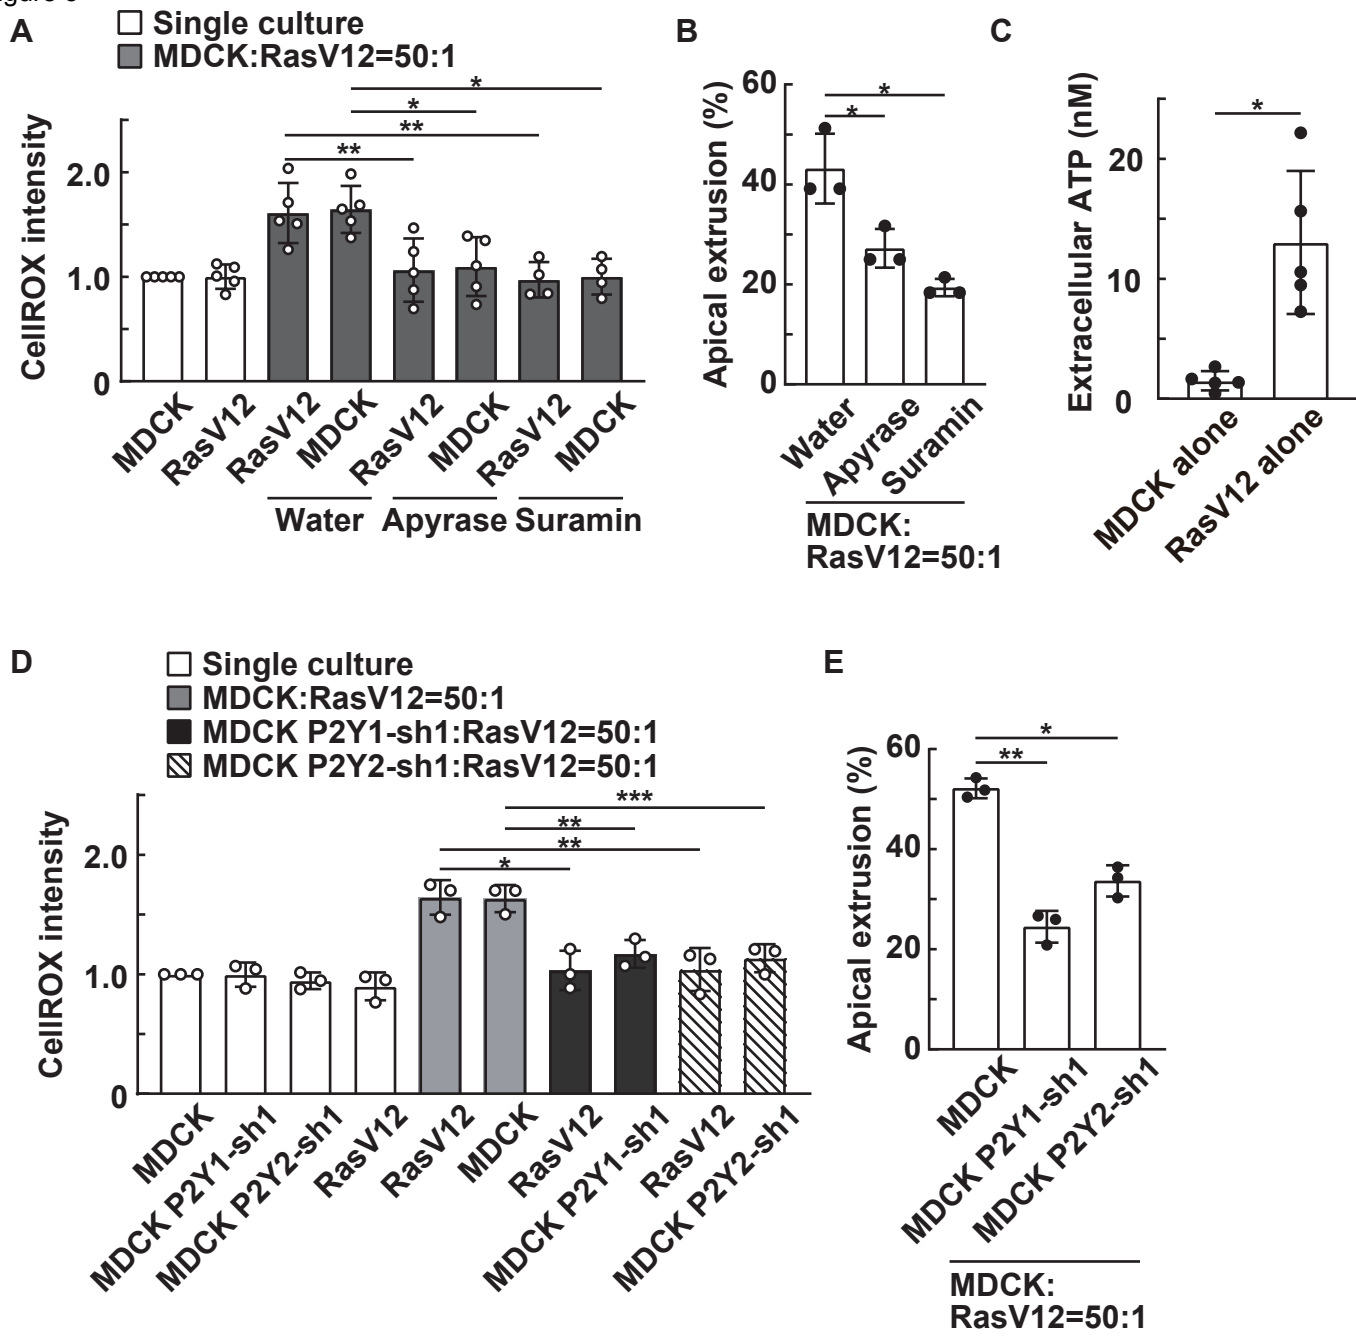 A
Single culture
MDCK:RasV12=50:1
CellROX intensity
2.0
1.0
0
*
*
**
**
MDCK
RasV12
RasV12
MDCK
RasV12
MDCK
RasV12
MDCK
Water
Apyrase
Suramin
B
Apical extrusion (%)
60
40
20
0
*
*
Water
Apyrase
Suramin
MDCK:
RasV12=50:1
C
Extracellular ATP (nM)
20
10
0
*
MDCK alone
RasV12 alone
D
Single culture
MDCK:RasV12=50:1
MDCK P2Y1-sh1:RasV12=50:1
MDCK P2Y2-sh1:RasV12=50:1
CellROX intensity
2.0
1.0
0
***
**
**
*
MDCK
MDCK P2Y1-sh1
MDCK P2Y2-sh1
RasV12
RasV12
MDCK
RasV12
MDCK P2Y1-sh1
RasV12
MDCK P2Y2-sh1
E
Apical extrusion (%)
60
40
20
0
*
**
MDCK
MDCK P2Y1-sh1
MDCK P2Y2-sh1
MDCK:
RasV12=50:1